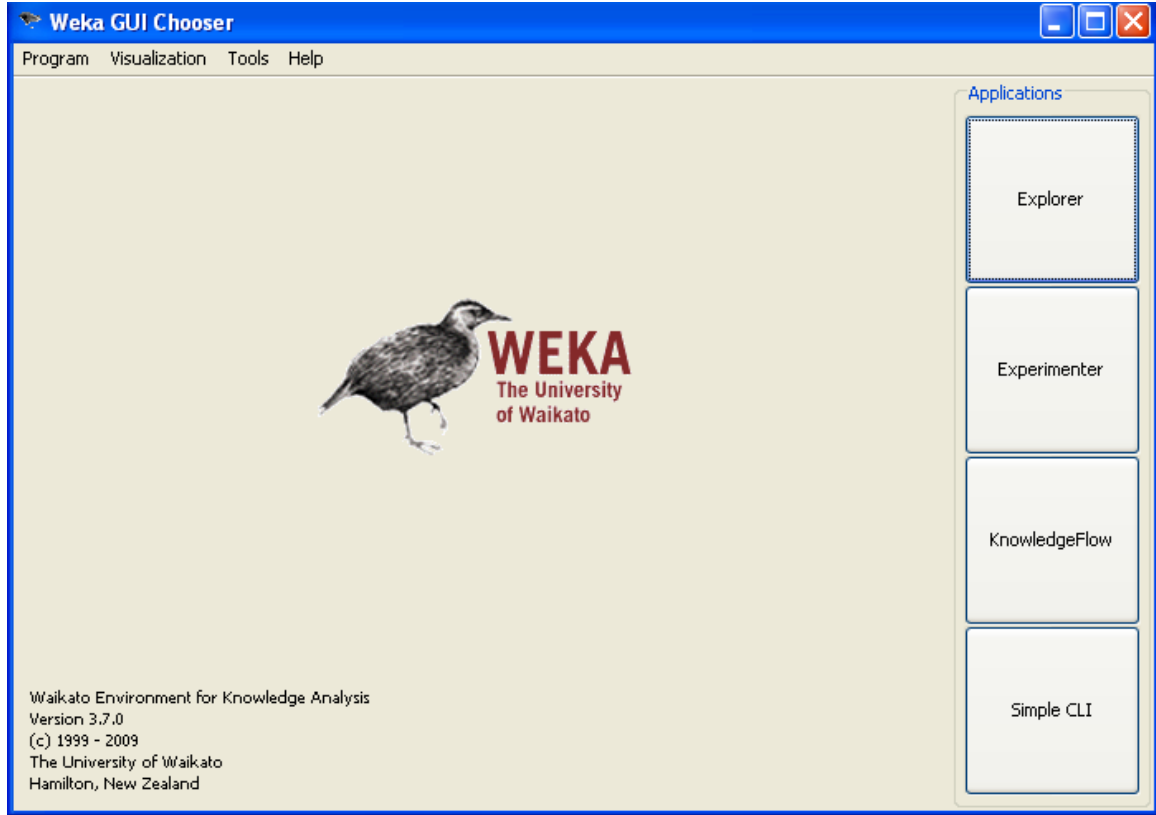 Weka GUI Chooser
Program Visualization Tools Help
Applications
Explorer
Experimenter
KnowledgeFlow
Simple CLI
WEKA
The University
of Waikato
Waikato Environment for Knowledge Analysis
Version 3.7.0
(c) 1999 - 2009
The University of Waikato
Hamilton, New Zealand